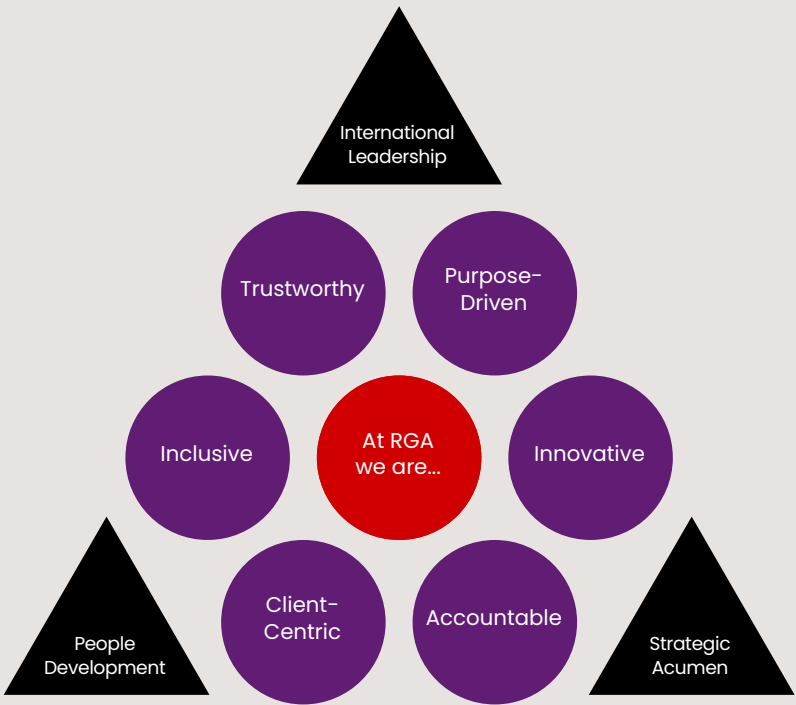 International
Leadership
Trustworthy
Purpose-
Driven
Inclusive
At RGA
we are...
Innovative
Client-
Centric
Accountable
People
Development
Strategic
Acumen